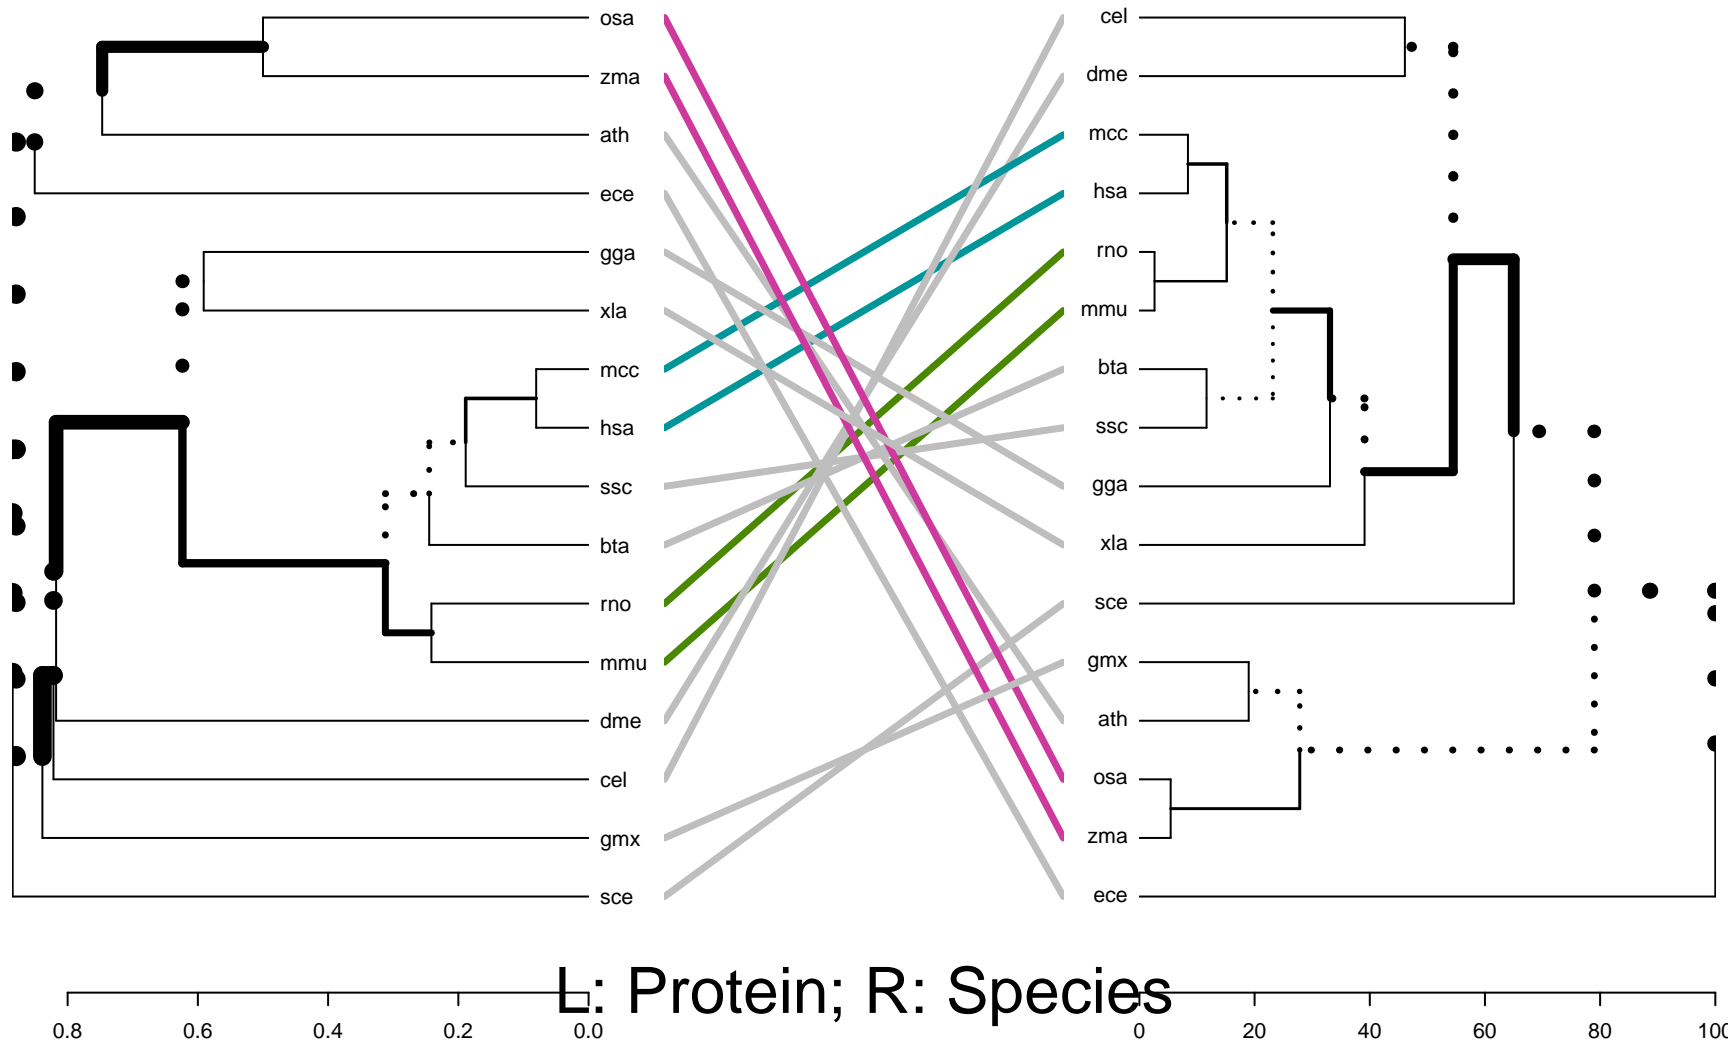 osa
zma
ath
ece
gga
xla
mcc
hsa
ssc
bta
rno
mmu
dme
cel
gmx
sce
cel
dme
mcc
hsa
rno
mmu
bta
ssc
gga
xla
sce
gmx
ath
osa
zma
ece
L: Protein; R: Species
0.8 0.6 0.4 0.2 0.0
0 20 40 60 80 100